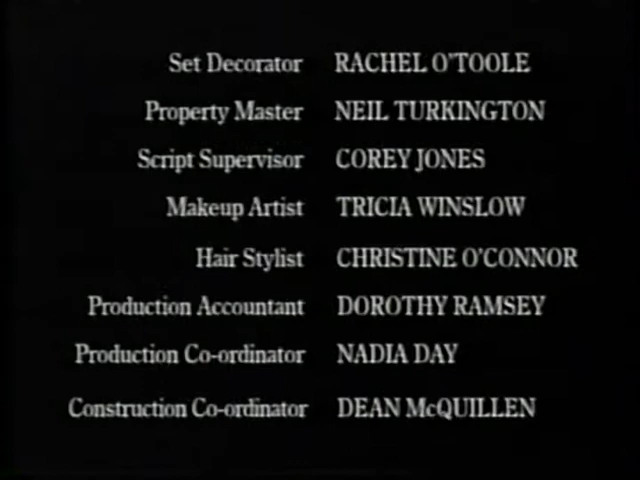 Set Decorator RACHEL O'TOOLE
Property Master NEIL TURKINGTON
Script Supervisor COREY JONES
Makeup Artist TRICIA WINSLOW
Hair Stylist CHRISTINE O'CONNOR
Production Accountant DOROTHY RAMSEY
Production Co-ordinator NADIA DAY
Construction Co-ordinator DEAN McQUILLEN